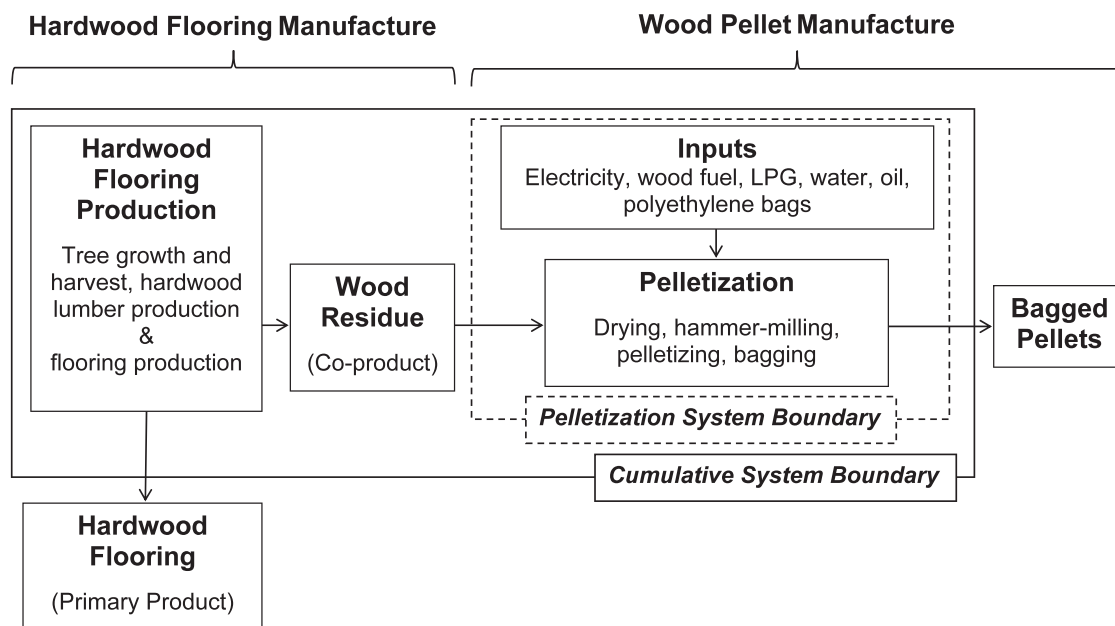 Hardwood Flooring Manufacture
Wood Pellet Manufacture
Hardwood
Flooring
Production
Tree growth and
harvest, hardwood
lumber production
&
flooring production
Wood
Residue
(Co-product)
Inputs
Electricity, wood fuel, LPG, water, oil,
polyethylene bags
Pelletization
Drying, hammer-milling,
pelletizing, bagging
Pelletization System Boundary
Cumulative System Boundary
Bagged
Pellets
Hardwood
Flooring
(Primary Product)